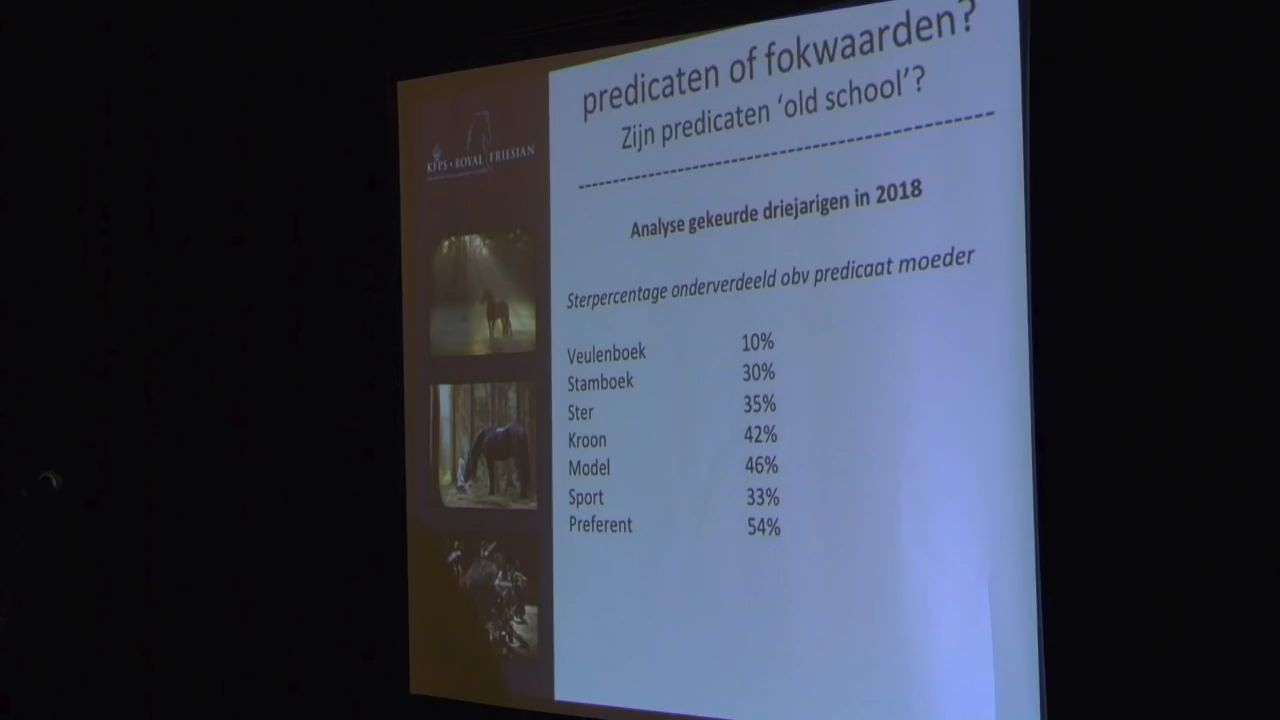 predicaten of fokwaarden?
Zijn predicaten ‘old school’?
--------------------------------------------------
KFPS • ROYAL FRIESIAN
Analyse gekeurde driejarigen in 2018
Sterpercentage onderverdeeld obv predicaat moeder
Veulenboek 10%
Stamboek 30%
Ster 35%
Kroon 42%
Model 46%
Sport 33%
Preferent 54%